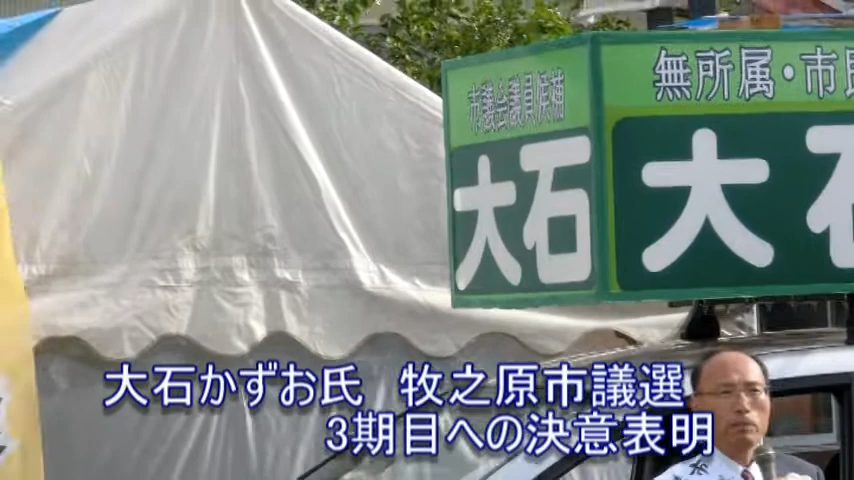 市議会議員候補
大石
無所属・市民
大石
大石かずお氏 牧之原市議選
3期目への決意表明